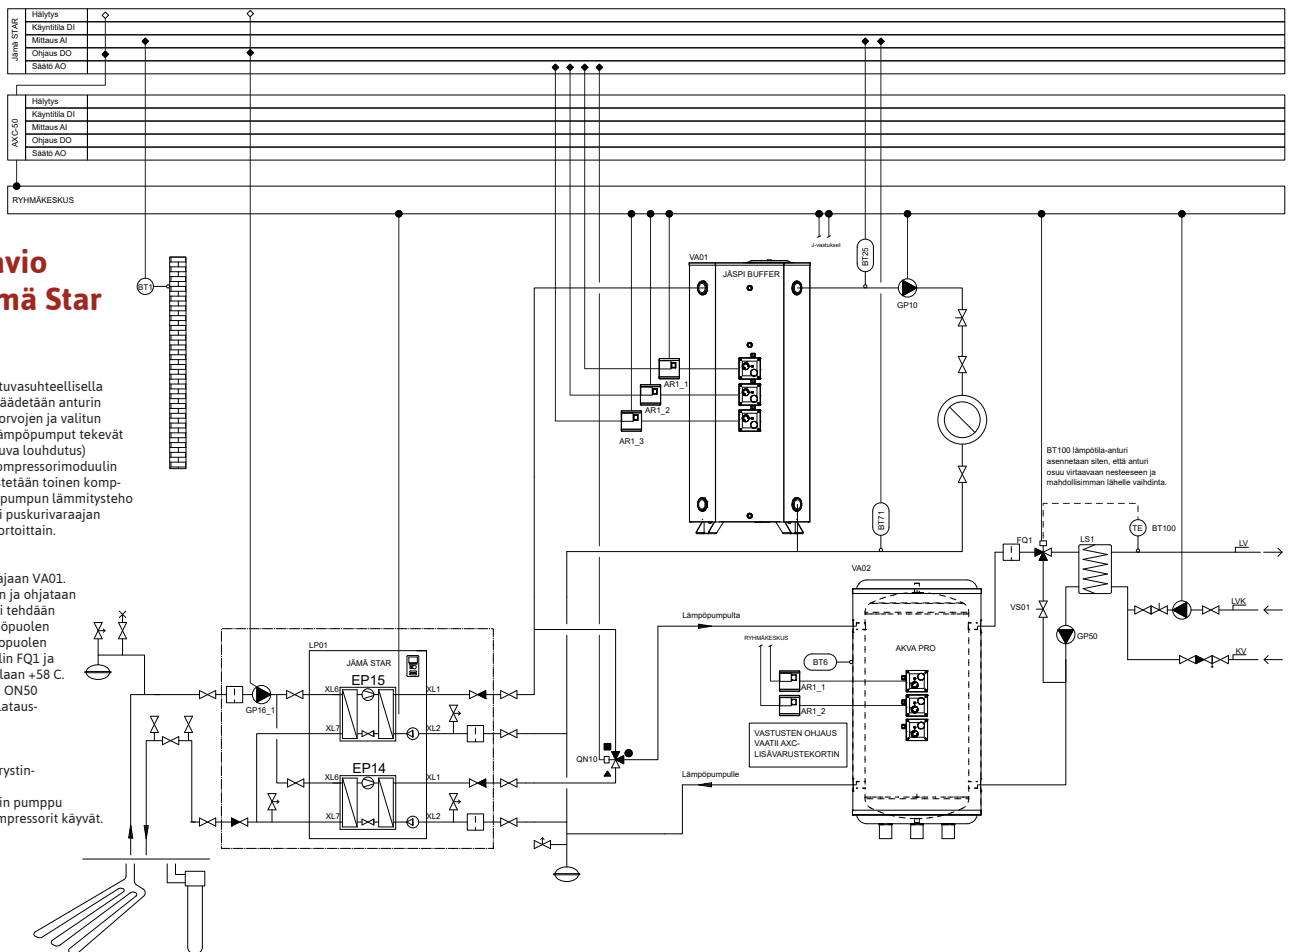 Jämä STAR
Hälytys
Käyntitila DI
Mittaus AI
Ohjaus DO
Säätö AO
AXC-50
Hälytys
Käyntitila DI
Mittaus AI
Ohjaus DO
Säätö AO
RYHMÄKESKUS
J-vastukset
avio
mä Star
tuvasuhteellisella
äädetään anturin
orvojen ja valitun
ämpöpumput tekevät
uva louhdutus)
ompressorimoduulin
stetään toinen komp-
pumpun lämmitysteho
i puskurivaraajan
ortoittain.
ajaan VA01.
n ja ohjataan
i tehdään
öpuolen
opuolen
lin FQ1 ja
laan +58 C.
QN50
lataus-
rystin-
in pumppu
mpressorit käyvät.
BT1
VA01
JÄSPI BUFFER
BT25
GP10
AR1_1
AR1_2
AR1_3
BT71
BT100 lämpötila-anturi
asennetaan siten, että anturi
osuu virtaavaan nesteeseen ja
mahdollisimman lähelle vaihdinta.
TE
BT100
FQ1
LS1
LV
VS01
LVK
GP50
KV
VA02
Lämpöpumpulta
RYHMÄKESKUS
BT6
AKVA PRO
AR1_1
AR1_2
VASTUSTEN OHJAUS
VAATII AXC-
LISÄVARUSTEKORTIN
Lämpöpumpulle
QN10
LP01
JÄMÄ STAR
EP15
XL6
XL1
GP16_1
XL7
XL2
EP14
XL6
XL1
XL7
XL2